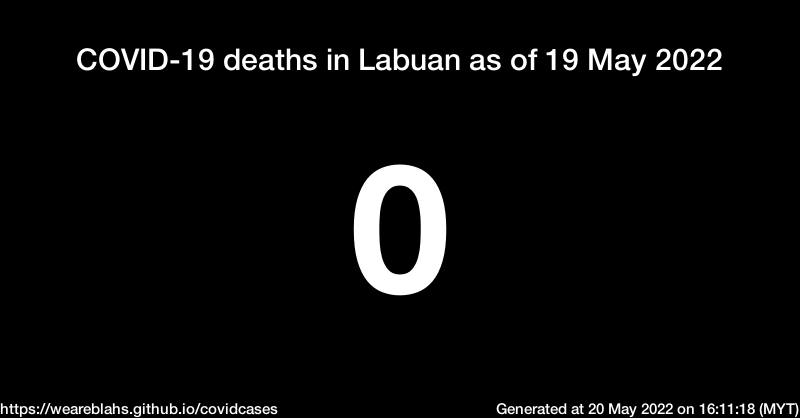 COVID-19 deaths in Labuan as of 19 May 2022
0
https://weareblahs.github.io/covidcases
Generated at 20 May 2022 on 16:11:18 (MYT)